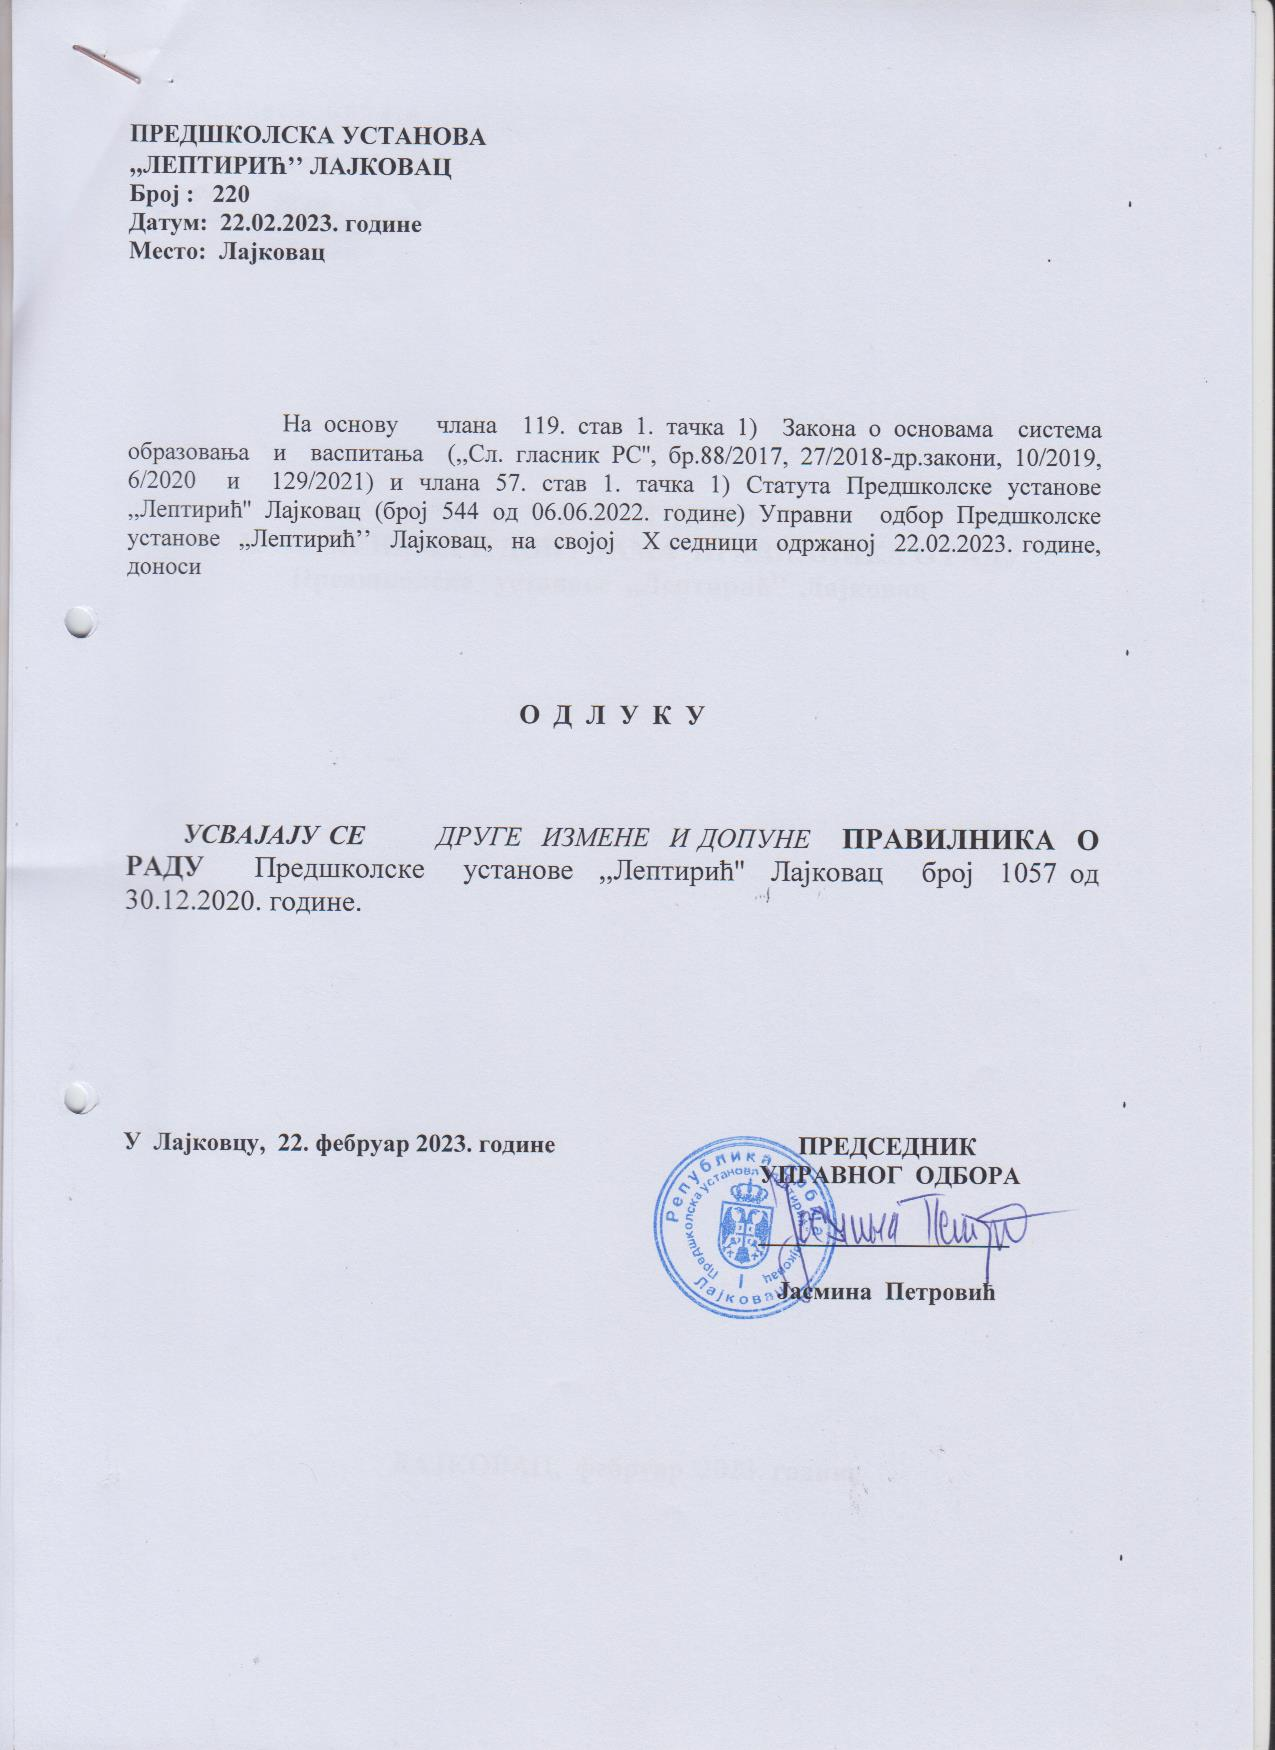 ПРЕДШКОЛСКА УСТАНОВА
,,ЛЕПТИРИЋ’’ ЛАЈКОВАЦ
Број : 220
Датум: 22.02.2023. године
Место: Лајковац
На основу члана 119. став 1. тачка 1) Закона о основама система
образовања и васпитања (,,Сл. гласник РС", бр.88/2017, 27/2018-др.закони, 10/2019,
6/2020 и 129/2021) и члана 57. став 1. тачка 1) Статута Предшколске установе
,,Лептирић" Лајковац (број 544 од 06.06.2022. године) Управни одбор Предшколске
установе ,,Лептирић’’ Лајковац, на својој X седници одржаној 22.02.2023. године,
доноси
О Д Л У К У
УСВАЈАЈУ СЕ ДРУГЕ ИЗМЕНЕ И ДОПУНЕ ПРАВИЛНИКА О
РАДУ Предшколске установе ,,Лептирић" Лајковац број 1057 од
30.12.2020. године.
У Лајковцу, 22. фебруар 2023. године
ПРЕДСЕДНИК
УПРАВНОГ ОДБОРА
Јасмина Петровић
Република
Предшколска установа
Лајковац
I